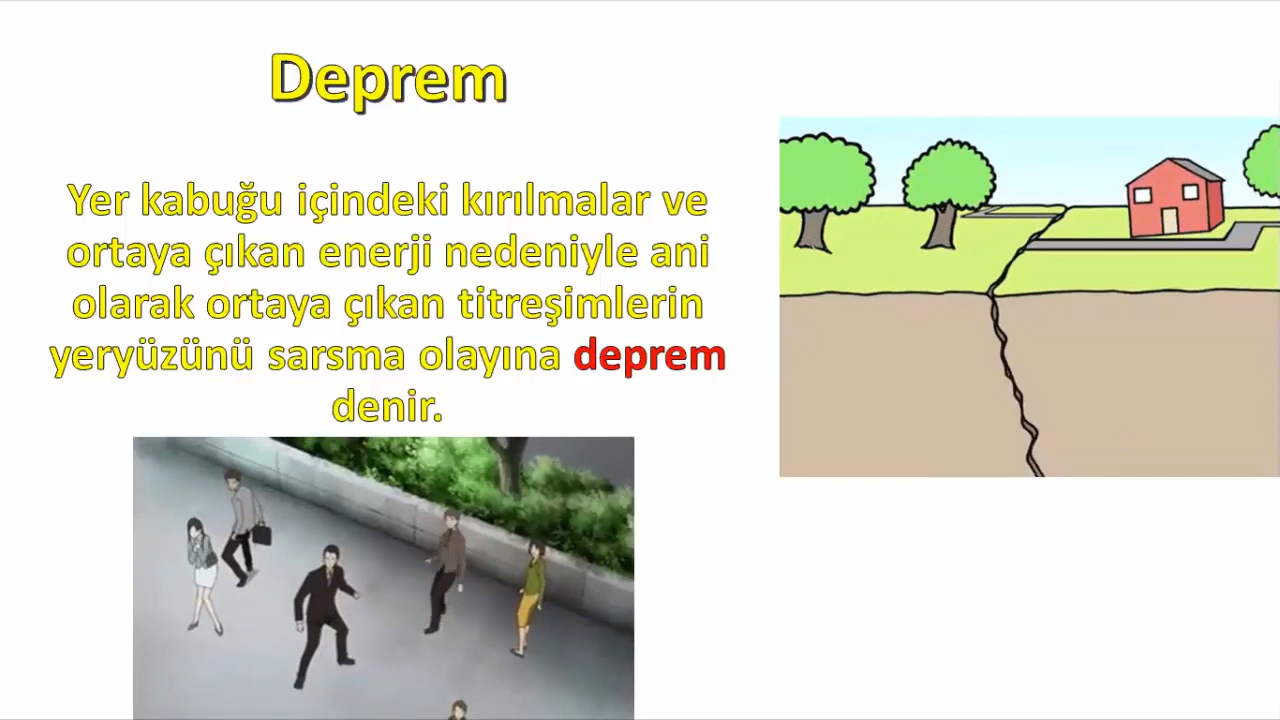 Deprem
Yer kabuğu içindeki kırılmalar ve
ortaya çıkan enerji nedeniyle ani
olarak ortaya çıkan titreşimlerin
yeryüzünü sarsma olayına deprem
denir.